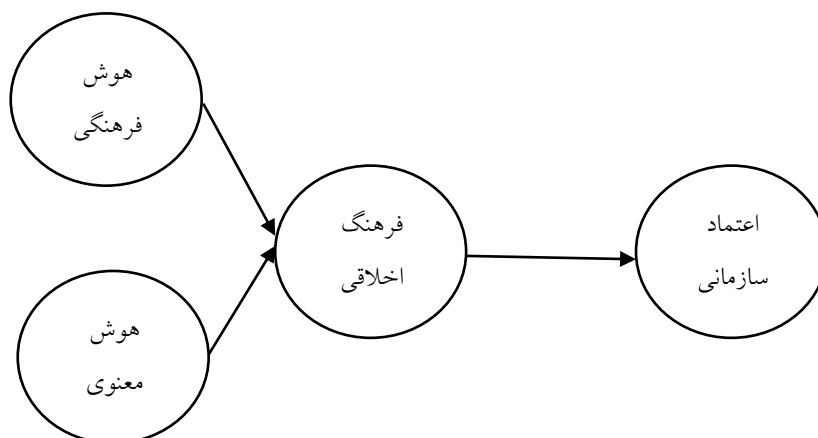 هوش
فرهنگی
فرهنگ
اخلاقی
اعتماد
سازمانی
هوش
معنوی